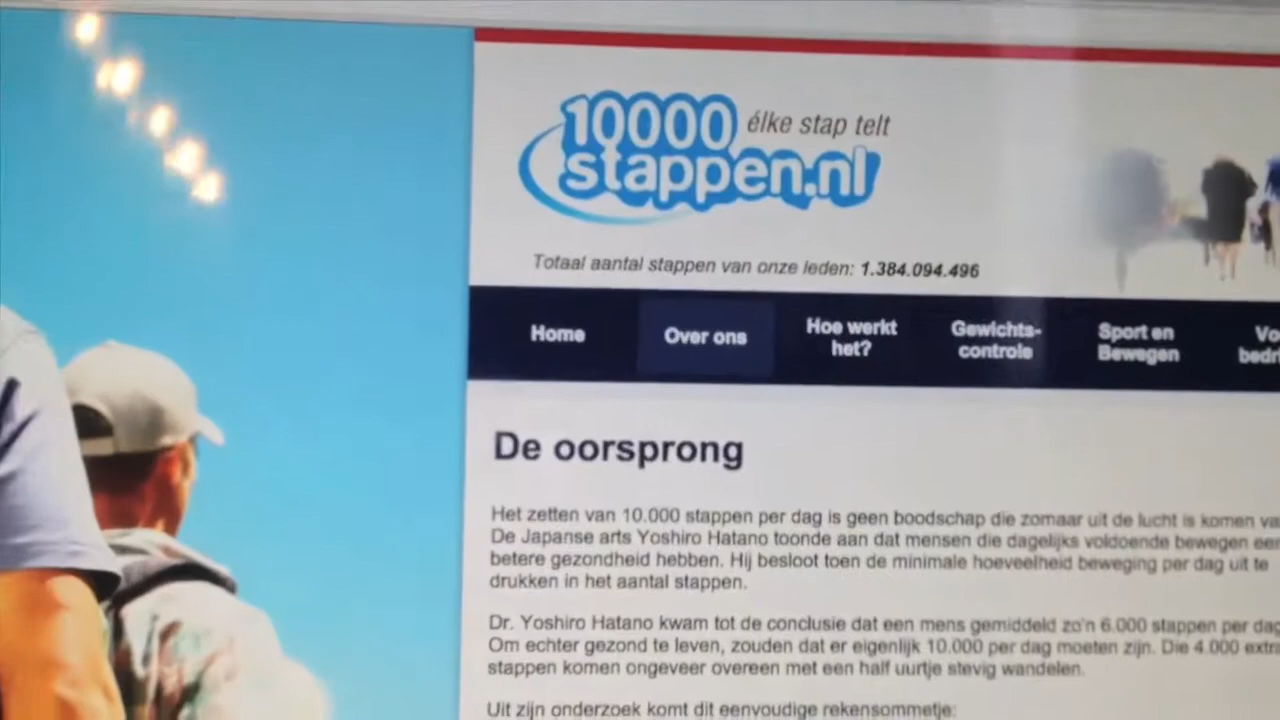 10000
élke stap telt
stappen.nl
Totaal aantal stappen van onze leden: 1.384.094.496
Home
Over ons
Hoe werkt
het?
Gewichts-
controle
Sport en
Bewegen
De oorsprong
Het zetten van 10.000 stappen per dag is geen boodschap die zomaar uit de lucht is komen
De Japanse arts Yoshiro Hatano toonde aan dat mensen die dagelijks voldoende bewegen
betere gezondheid hebben. Hij besloot toen de minimale hoeveelheid beweging per dag uit te
drukken in het aantal stappen.
Dr. Yoshiro Hatano kwam tot de conclusie dat een mens gemiddeld zo'n 6.000 stappen per
Om echter gezond te leven, zouden dat er eigenlijk 10.000 per dag moeten zijn. Die 4.000
stappen komen ongeveer overeen met een half uurtje stevig wandelen.
Uit zijn onderzoek komt dit eenvoudige rekensommetje: